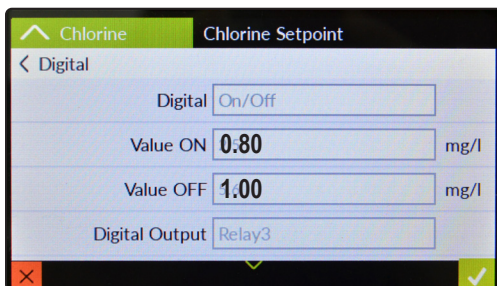 Chlorine Chlorine Setpoint
Digital
Digital On/Off
Value ON 0.80 mg/l
Value OFF 1.00 mg/l
Digital Output Relay3